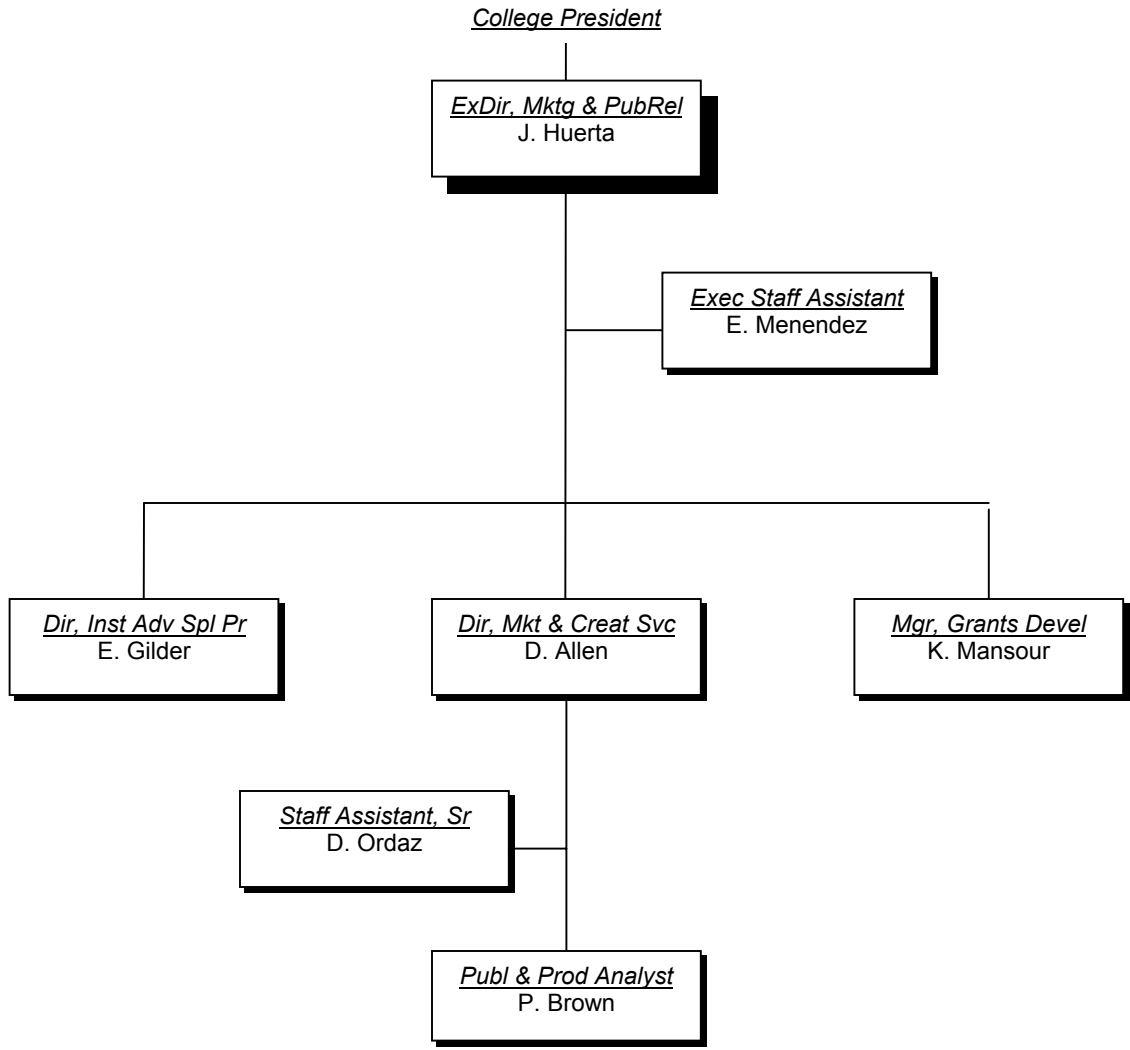 College President
ExDir, Mktg & PubRel
J. Huerta
Exec Staff Assistant
E. Menendez
Dir, Inst Adv Spl Pr
E. Gilder
Dir, Mkt & Creat Svc
D. Allen
Mgr, Grants Devel
K. Mansour
Staff Assistant, Sr
D. Ordaz
Publ & Prod Analyst
P. Brown